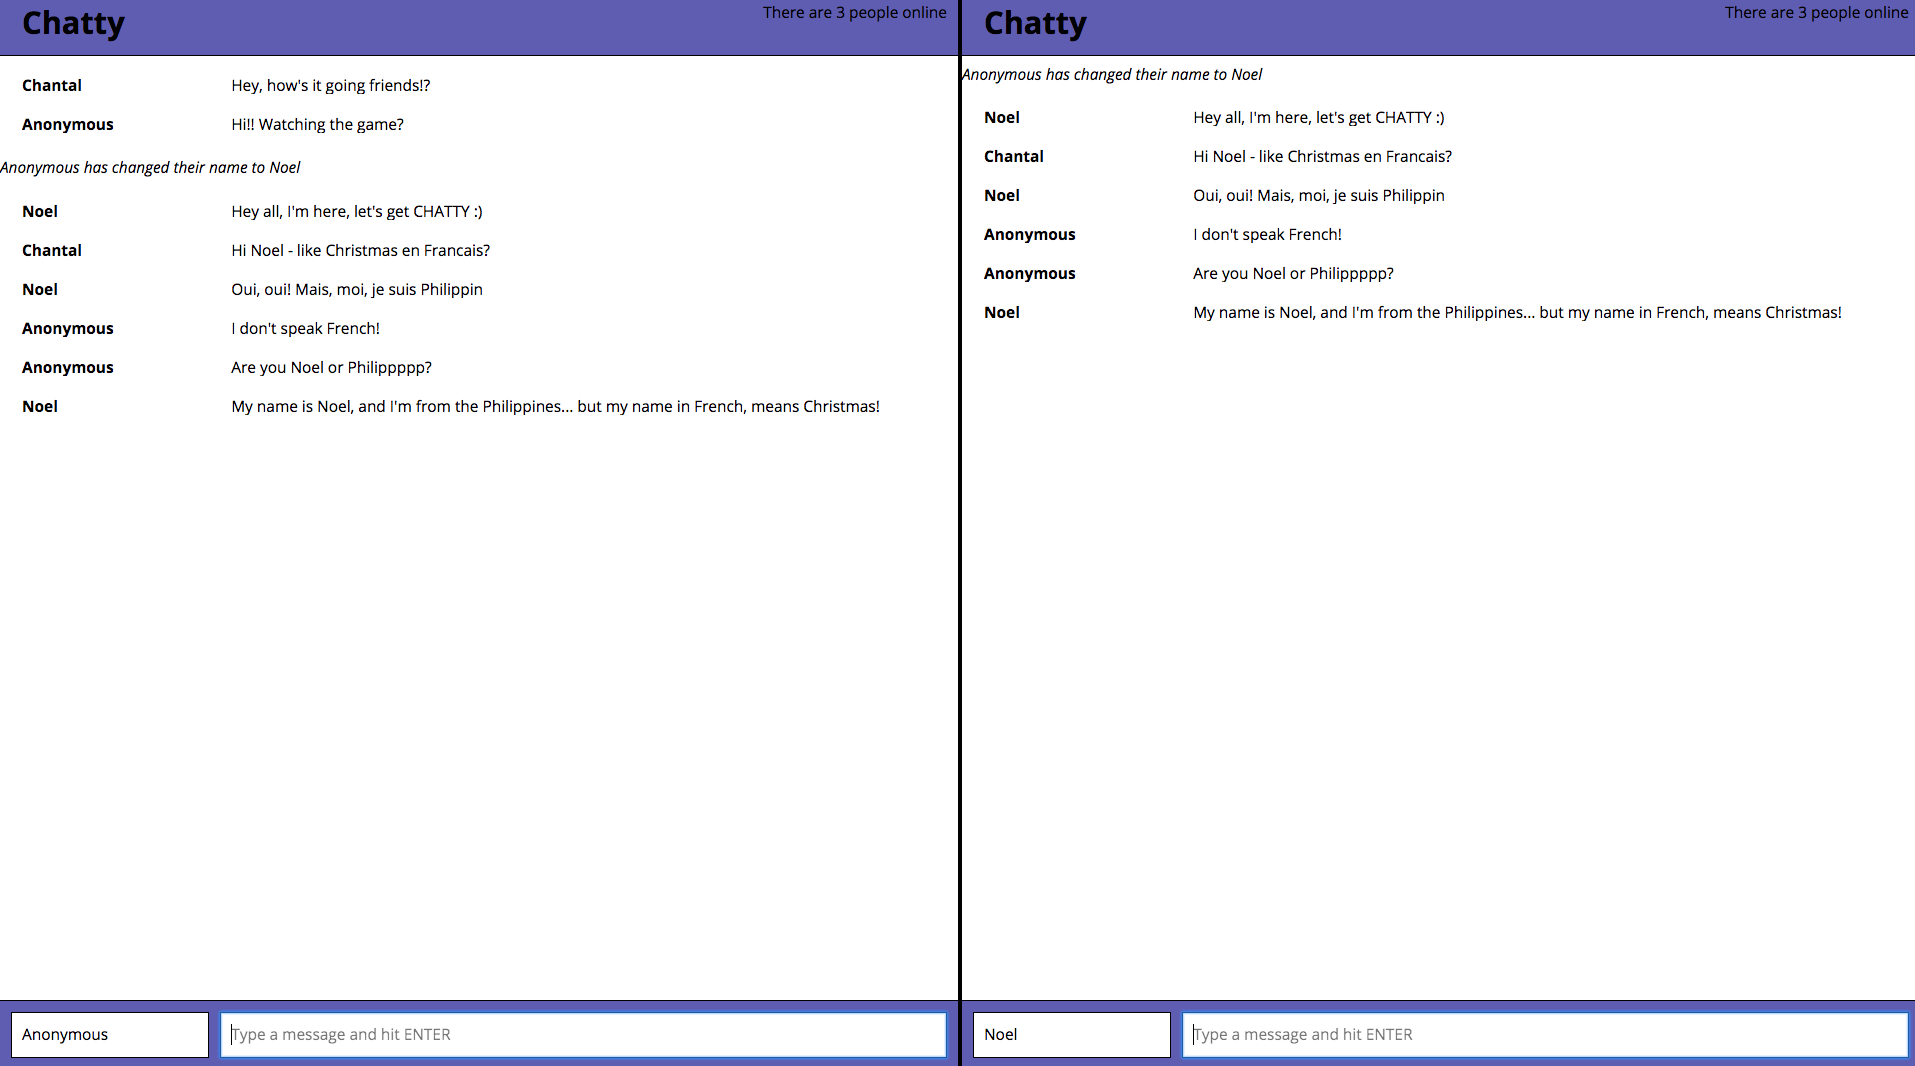 Chatty
There are 3 people online
Chantal Hey, how's it going friends!?
Anonymous Hi!! Watching the game?
Anonymous has changed their name to Noel
Noel Hey all, I'm here, let's get CHATTY :)
Chantal Hi Noel - like Christmas en Francais?
Noel Oui, oui! Mais, moi, je suis Philippin
Anonymous I don't speak French!
Anonymous Are you Noel or Philippppp?
Noel My name is Noel, and I'm from the Philippines... but my name in French, means Christmas!
Anonymous Type a message and hit ENTER
Chatty
There are 3 people online
Anonymous has changed their name to Noel
Noel Hey all, I'm here, let's get CHATTY :)
Chantal Hi Noel - like Christmas en Francais?
Noel Oui, oui! Mais, moi, je suis Philippin
Anonymous I don't speak French!
Anonymous Are you Noel or Philippppp?
Noel My name is Noel, and I'm from the Philippines... but my name in French, means Christmas!
Noel Type a message and hit ENTER